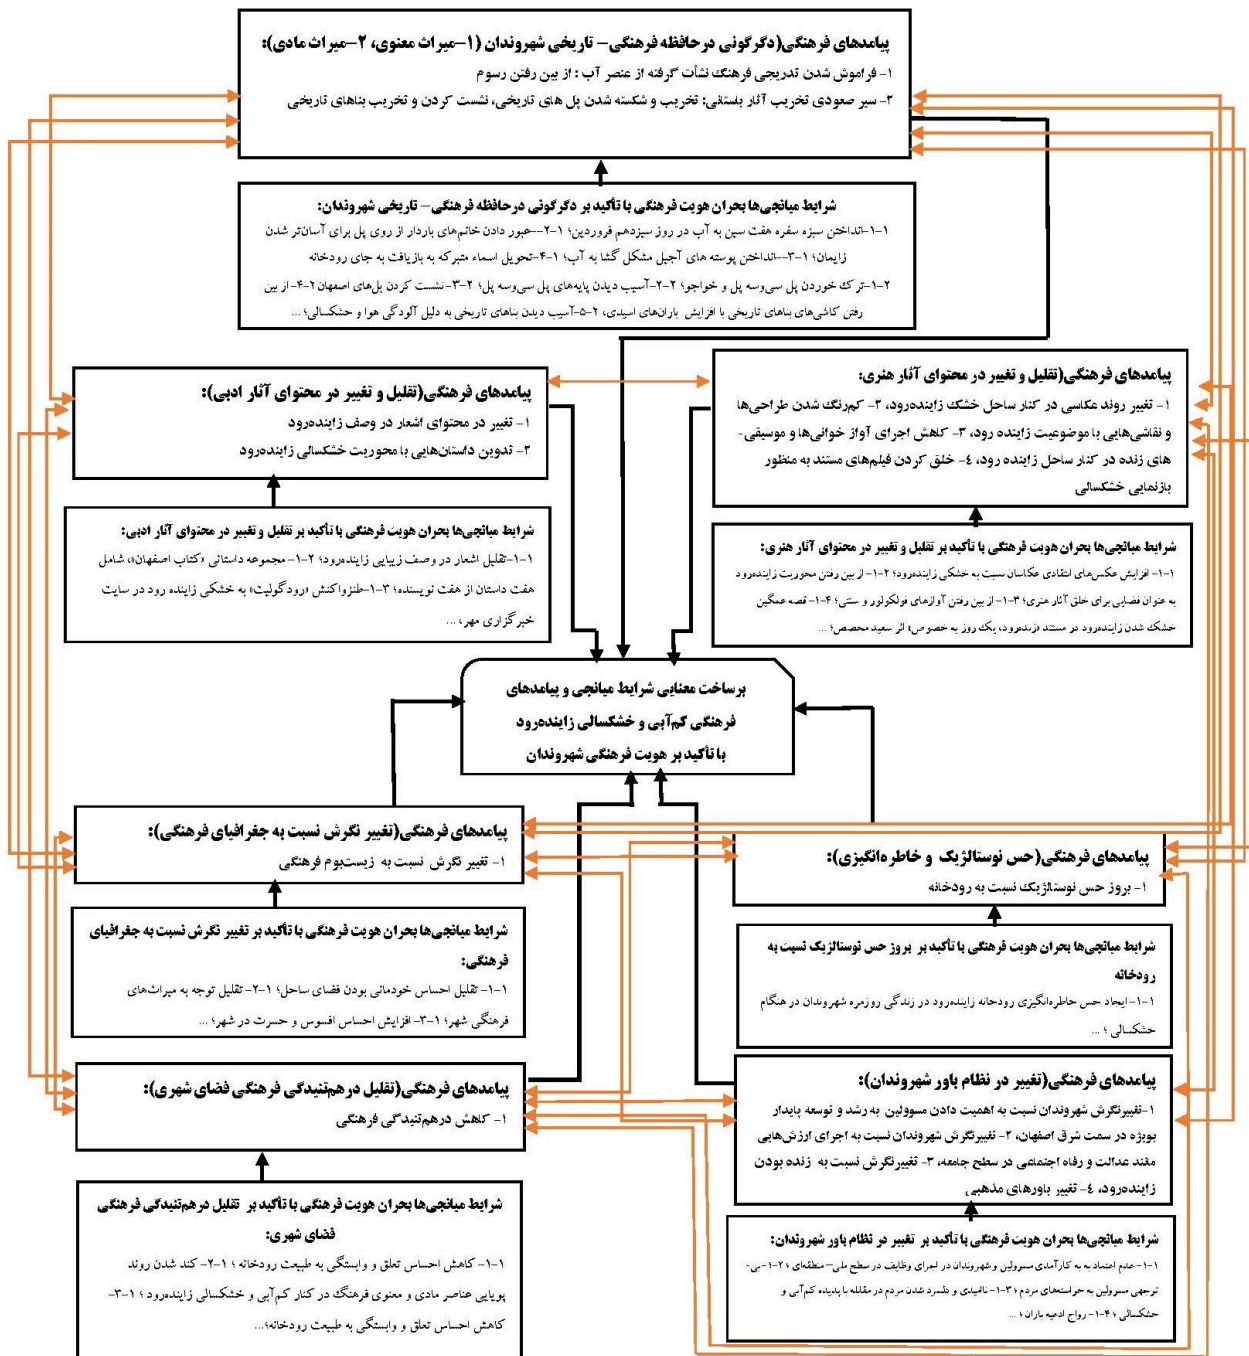 پیامدهای فرهنگی(دگرگونی درحافظه فرهنگی– تاریخی شهروندان (۱–میراث معنوی، ۲–میراث مادی):
۱- فراموش شدن تدریجی فرهنگ نشأت گرفته از عنصر آب : از بین رفتن رسوم
۲- سیر صعودی تخریب آثار باستانی: تخریب و شکسته شدن پل های تاریخی، نشست کردن و تخریب بناهای تاریخی
شرایط میانجی‌ها بحران هویت فرهنگی با تأکید بر دگرگونی درحافظه فرهنگی– تاریخی شهروندان:
۱-۱-انداختن سبزه سفره هفت سین به آب در روز سیزدهم فروردین؛ ۱-۲--عبور دادن خانم‌های باردار از روی پل برای آسان‌تر شدن
زایمان؛ ۱-۳--انداختن پوسته های آجیل مشکل گشا به آب؛ ۱-۴-تحویل اسماء متبرکه به بازیافت به جای رودخانه
۲-۱-ترک خوردن پل سی‌وسه پل و خواجو؛ ۲-۲-آسیب دیدن پایه‌های پل سی‌وسه پل؛ ۲-۳-نشست کردن پل‌های اصفهان ۲-۴- از بین
رفتن کاشی‌های بناهای تاریخی با افزایش باران‌های اسیدی، ۲-۵-آسیب دیدن بناهای تاریخی به دلیل آلودگی هوا و خشکسالی؛ ...
پیامدهای فرهنگی(تقلیل و تغییر در محتوای آثار ادبی):
۱- تغییر در محتوای اشعار در وصف زاینده‌رود
۲- تدوین داستان‌هایی با محوریت خشکسالی زاینده‌رود
شرایط میانجی‌ها بحران هویت فرهنگی با تأکید بر تقلیل و تغییر در محتوای آثار ادبی:
۱-۱-تقلیل اشعار در وصف زیبایی زاینده‌رود؛ ۱-۲- مجموعه داستانی «کتاب اصفهان»، شامل
هفت داستان از هفت نویسنده؛ ۱-۳-طنزواکنش «رودگولیت» به خشکی زاینده رود در سایت
خبرگزاری مهر، ...
پیامدهای فرهنگی(تقلیل و تغییر در محتوای آثار هنری:
۱- تغییر روند عکاسی در کنار ساحل خشک زاینده‌رود، ۲- کم‌رنگ شدن طراحی‌ها
و نقاشی‌هایی با موضوعیت زاینده رود، ۳- کاهش اجرای آواز خوانی‌ها و موسیقی-
های زنده در کنار ساحل زاینده رود، ۴- خلق کردن فیلم‌های مستند به منظور
بازنمایی خشکسالی
شرایط میانجی‌ها بحران هویت فرهنگی با تأکید بر تقلیل و تغییر در محتوای آثار هنری:
۱-۱- افزایش عکس‌های انتقادی عکاسان نسبت به خشکی زاینده‌رود؛ ۱-۲- از بین رفتن محوریت زاینده‌رود
به عنوان فضایی برای خلق آثار هنری؛ ۱-۳- از بین رفتن آوازهای فولکولور و سنتی؛ ۱-۴- قصه غمگین
خشک شدن زاینده‌رود در مستند «زنده‌رود، یک روز به خصوص» اثر سعید محصص؛ ...
برساخت معنایی شرایط میانجی و پیامدهای
فرهنگی کم‌آبی و خشکسالی زاینده‌رود
با تأکید بر هویت فرهنگی شهروندان
پیامدهای فرهنگی(تغییر نگرش نسبت به جغرافیای فرهنگی):
۱- تغییر نگرش نسبت به زیست‌بوم فرهنگی
شرایط میانجی‌ها بحران هویت فرهنگی با تأکید بر تغییر نگرش نسبت به جغرافیای
فرهنگی:
۱-۱- تقلیل احساس خودمانی بودن فضای ساحل؛ ۱-۲- تقلیل توجه به میراث‌های
فرهنگی شهر؛ ۱-۳- افزایش احساس افسوس و حسرت در شهر؛ ...
پیامدهای فرهنگی(حس نوستالژیک و خاطره‌انگیزی):
۱- بروز حس نوستالژیک نسبت به رودخانه
شرایط میانجی‌ها بحران هویت فرهنگی با تأکید بر بروز حس نوستالژیک نسبت به
رودخانه
۱-۱-ایجاد حس خاطره‌انگیزی رودخانه زاینده‌رود در زندگی روزمره شهروندان در هنگام
خشکسالی ؛ ...
پیامدهای فرهنگی(تقلیل درهم‌تنیدگی فرهنگی فضای شهری):
۱- کاهش درهم‌تنیدگی فرهنگی
شرایط میانجی‌ها بحران هویت فرهنگی با تأکید بر تقلیل در هم‌تنیدگی فرهنگی
فضای شهری:
۱-۱- کاهش احساس تعلق و وابستگی به طبیعت رودخانه ؛ ۱-۲- کند شدن روند
پویایی عناصر مادی و معنوی فرهنگ در کنار کم‌آبی و خشکسالی زاینده‌رود ؛ ۱-۳-
کاهش احساس تعلق و وابستگی به طبیعت رودخانه؛...
پیامدهای فرهنگی(تغییر در نظام باور شهروندان):
۱-تغییرنگرش شهروندان نسبت به اهمیت دادن مسوولین به رشد و توسعه پایدار
بویژه در سمت شرق اصفهان، ۲- تغییرنگرش شهروندان نسبت به اجرای ارزش‌هایی
مانند عدالت و رفاه اجتماعی در سطح جامعه، ۳- تغییرنگرش نسبت به زنده بودن
زاینده‌رود، ۴- تغییر باورهای مذهبی
شرایط میانجی‌ها بحران هویت فرهنگی با تأکید بر تغییر در نظام باور شهروندان:
۱-۱- عدم اعتماد به به کارآمدی مسوولین و شهروندان در اجرای وظایف در سطح ملی– منطقه‌ای ؛ ۱-۲-بی-
توجهی مسوولین به خواسته‌های مردم ؛ ۱-۳- ناامیدی و دلسرد شدن مردم در مقابله با پدیده کم‌آبی و
خشکسالی ؛ ۱-۴- رواج ادعیه باران ؛ ...